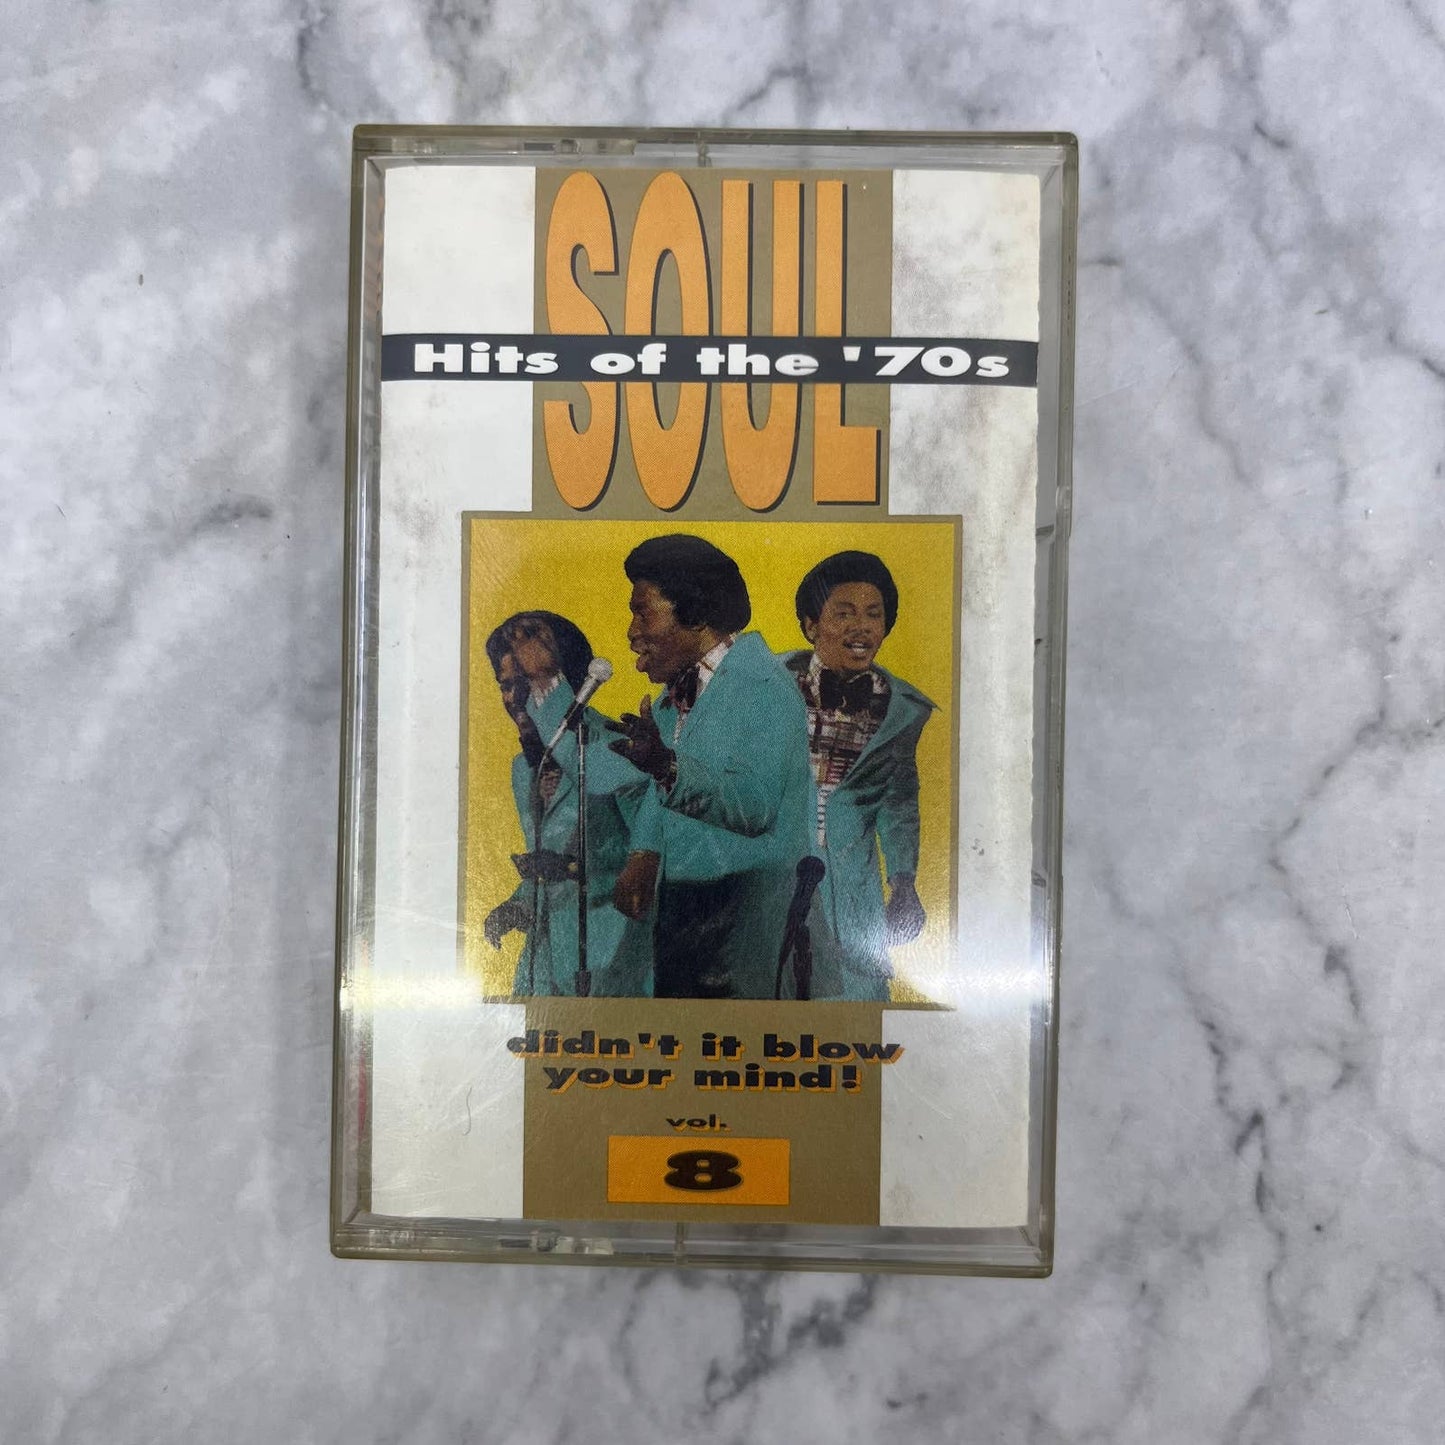 SOUL
Hits of the '70s
didn't it blow
your mind!
vol.
8